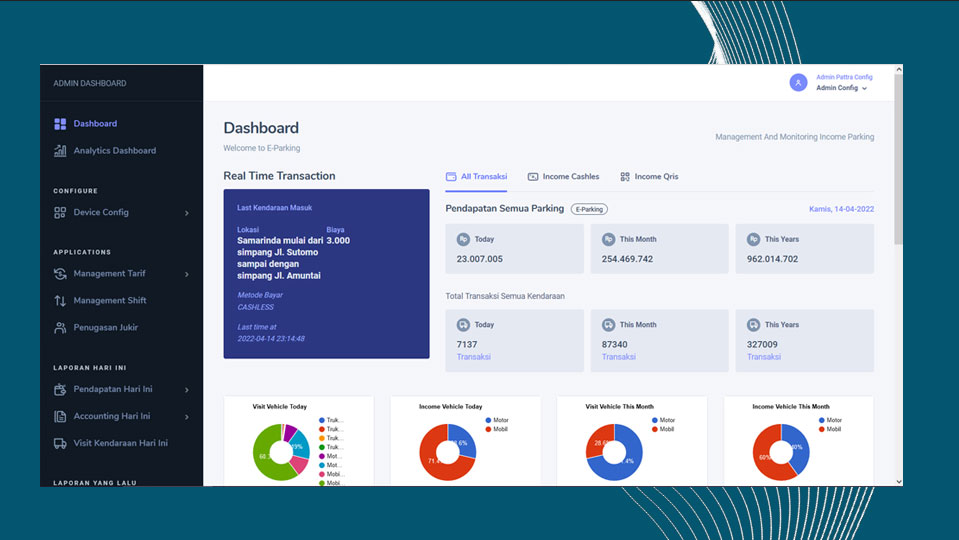 ADMIN DASHBOARD
Dashboard
Analytics Dashboard
CONFIGURE
Device Config
APPLICATIONS
Management Tarif
Management Shift
Penugasan Jukir
LAPORAN HARI INI
Pendapatan Hari Ini
Accounting Hari Ini
Visit Kendaraan Hari Ini
LAPORAN YANG LALU
Admin Pattra Config
Admin Config
Dashboard
Welcome to E-Parking
Management And Monitoring Income Parking
Real Time Transaction
Last Kendaraan Masuk
Lokasi Biaya
Samarinda mulai dari 3.000
simpang Jl. Sutomo
sampai dengan
simpang Jl. Amuntai
Metode Bayar
CASHLESS
Last time at
2022-04-14 23:14:48
All Transaksi Income Cashles Income Qris
Pendapatan Semua Parking E-Parking Kamis, 14-04-2022
Rp Today
23.007.005
Rp This Month
254.469.742
Rp This Years
962.014.702
Total Transaksi Semua Kendaraan
Today
7137
Transaksi
This Month
87340
Transaksi
This Years
327009
Transaksi
Visit Vehicle Today
Truk...
Truk...
Truk...
Truk...
Mot...
Mot...
Mobi...
Mobi...
Income Vehicle Today
Motor
Mobil
Visit Vehicle This Month
Motor
Mobil
28.6%
Income Vehicle This Month
Motor
Mobil
60%